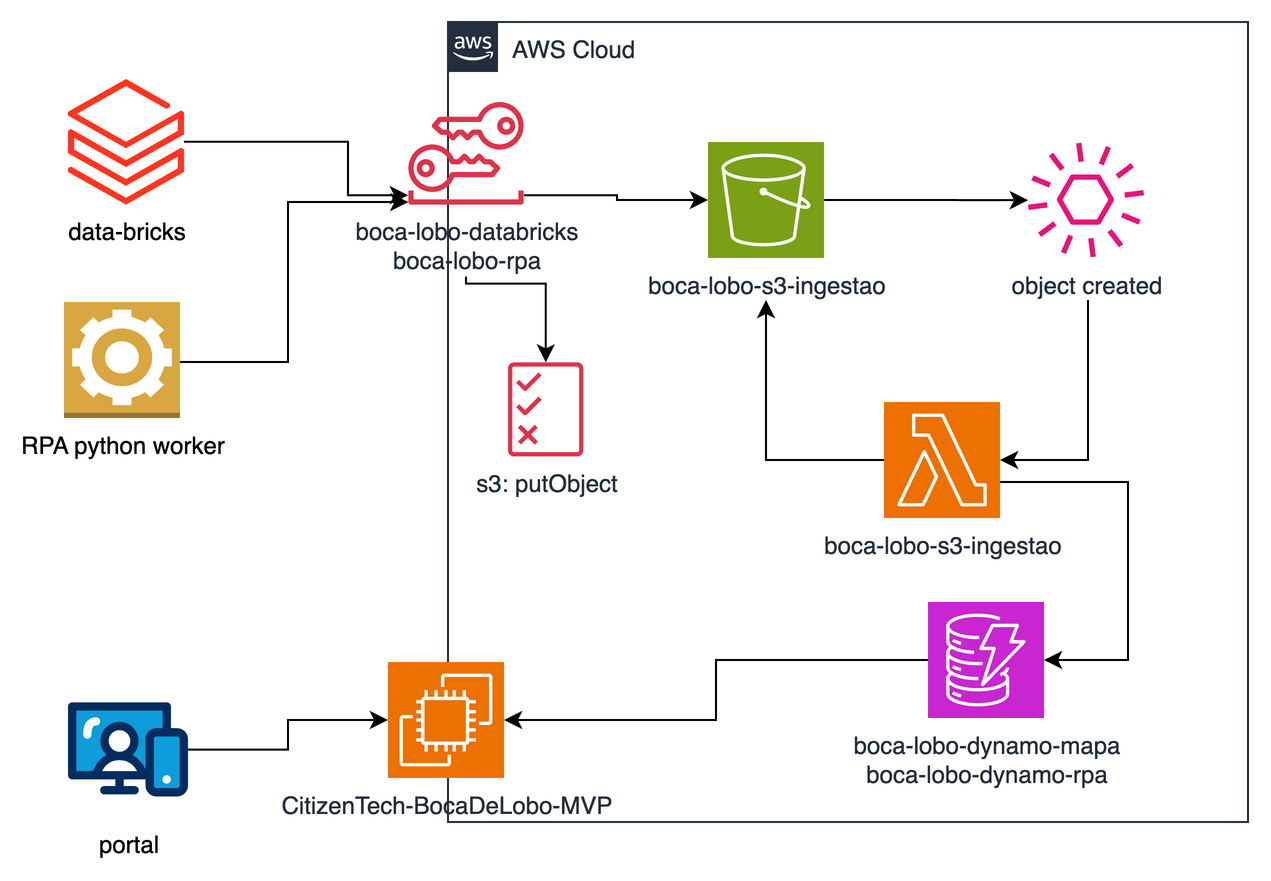 aws
AWS Cloud
data-bricks
boca-lobo-databricks
boca-lobo-rpa
boca-lobo-s3-ingestao
object created
RPA python worker
s3: putObject
boca-lobo-s3-ingestao
boca-lobo-dynamo-mapa
boca-lobo-dynamo-rpa
CitizenTech-BocaDeLobo-MVP
portal